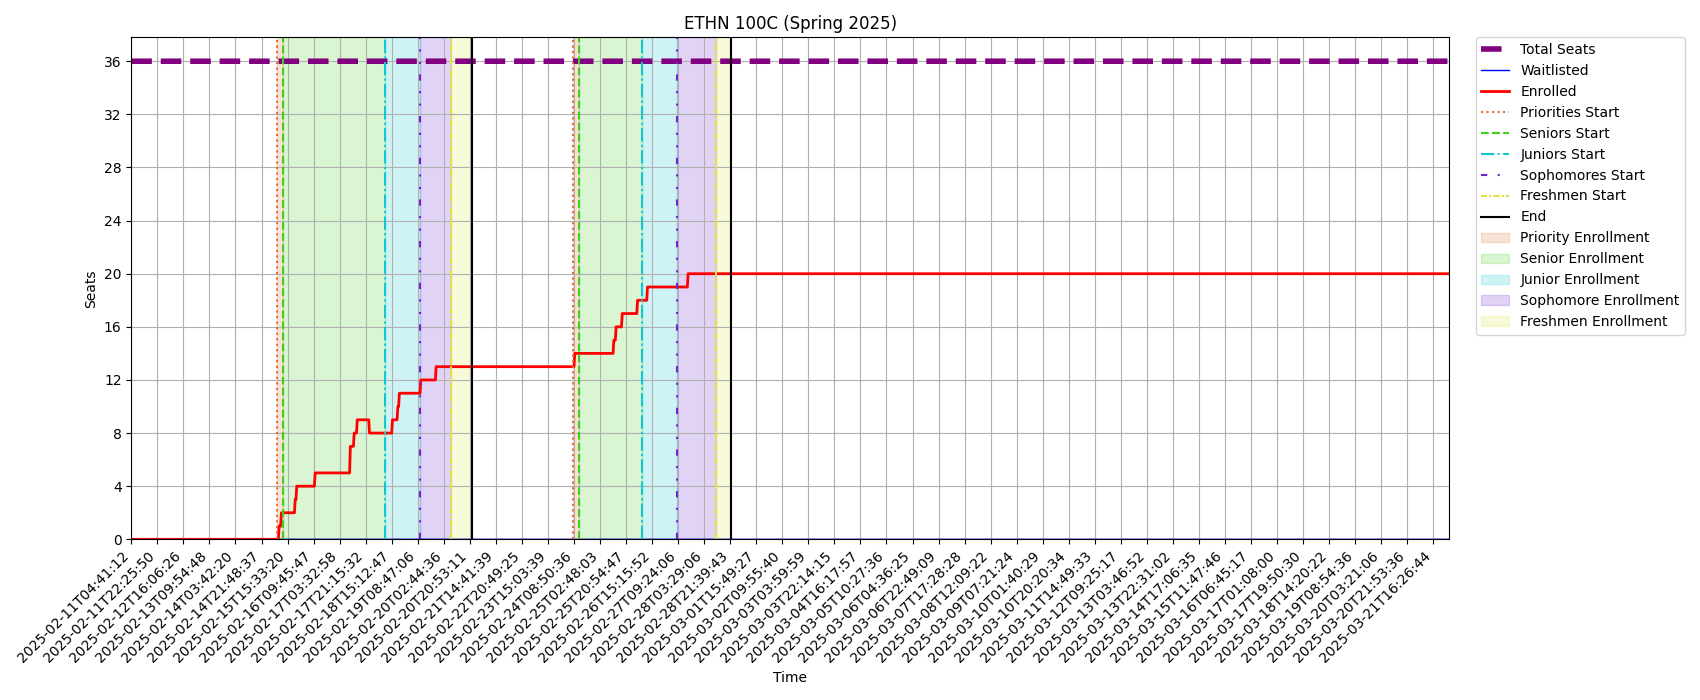 ETHN 100C (Spring 2025)
Seats
36
32
28
24
20
16
12
8
4
0
2025-02-11T04:41:12
2025-02-11T22:25:50
2025-02-12T16:06:26
2025-02-13T09:54:48
2025-02-14T03:42:20
2025-02-14T21:48:37
2025-02-15T15:33:20
2025-02-16T09:45:47
2025-02-17T03:32:58
2025-02-17T21:15:32
2025-02-18T15:12:47
2025-02-19T08:47:06
2025-02-20T02:44:36
2025-02-20T20:53:11
2025-02-21T14:41:39
2025-02-22T20:49:25
2025-02-23T15:03:39
2025-02-24T08:50:36
2025-02-25T02:48:03
2025-02-25T20:54:47
2025-02-26T15:15:52
2025-02-27T09:24:06
2025-02-28T03:29:06
2025-02-28T21:39:43
2025-03-01T15:49:27
2025-03-02T09:55:40
2025-03-03T03:59:59
2025-03-03T22:14:15
2025-03-04T16:17:57
2025-03-05T10:27:36
2025-03-06T04:36:25
2025-03-06T22:49:09
2025-03-07T17:28:28
2025-03-08T12:09:22
2025-03-09T07:21:24
2025-03-10T01:40:29
2025-03-10T20:20:34
2025-03-11T14:49:33
2025-03-12T09:25:17
2025-03-13T03:46:52
2025-03-13T22:31:02
2025-03-14T17:06:35
2025-03-15T11:47:46
2025-03-16T06:45:17
2025-03-17T01:08:00
2025-03-17T19:50:30
2025-03-18T14:20:22
2025-03-19T08:54:36
2025-03-20T03:21:06
2025-03-20T21:53:36
2025-03-21T16:26:44
Time
Total Seats
Waitlisted
Enrolled
Priorities Start
Seniors Start
Juniors Start
Sophomores Start
Freshmen Start
End
Priority Enrollment
Senior Enrollment
Junior Enrollment
Sophomore Enrollment
Freshmen Enrollment